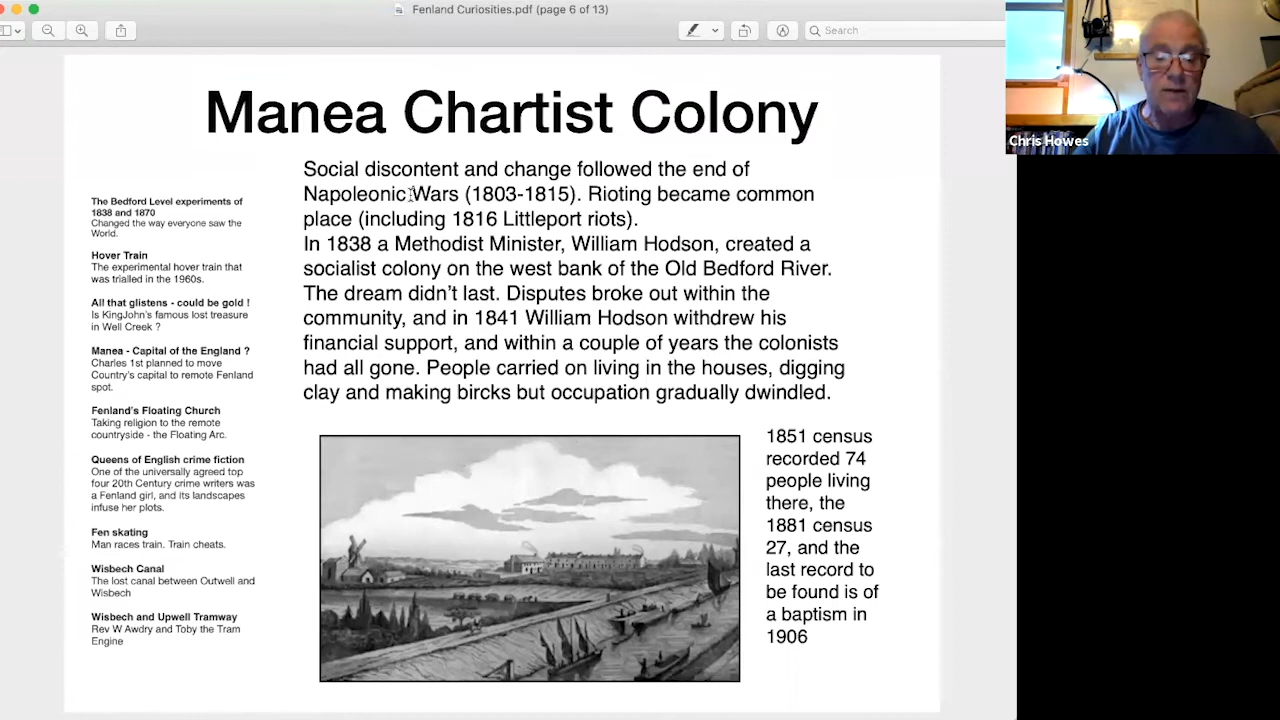 Fenland Curiosities.pdf (page 6 of 13)
Search
Chris Howes
Manea Chartist Colony
The Bedford Level experiments of
1838 and 1870
Changed the way everyone saw the
World.
Hover Train
The experimental hover train that
was trialled in the 1960s.
All that glistens - could be gold !
Is KingJohn's famous lost treasure
in Well Creek ?
Manea - Capital of the England ?
Charles 1st planned to move
Country's capital to remote Fenland
spot.
Fenland's Floating Church
Taking religion to the remote
countryside - the Floating Arc.
Queens of English crime fiction
One of the universally agreed top
four 20th Century crime writers was
a Fenland girl, and its landscapes
infuse her plots.
Fen skating
Man races train. Train cheats.
Wisbech Canal
The lost canal between Outwell and
Wisbech
Wisbech and Upwell Tramway
Rev W Awdry and Toby the Tram
Engine
Social discontent and change followed the end of
Napoleonic Wars (1803-1815). Rioting became common
place (including 1816 Littleport riots).
In 1838 a Methodist Minister, William Hodson, created a
socialist colony on the west bank of the Old Bedford River.
The dream didn't last. Disputes broke out within the
community, and in 1841 William Hodson withdrew his
financial support, and within a couple of years the colonists
had all gone. People carried on living in the houses, digging
clay and making bircks but occupation gradually dwindled.
1851 census
recorded 74
people living
there, the
1881 census
27, and the
last record to
be found is of
a baptism in
1906